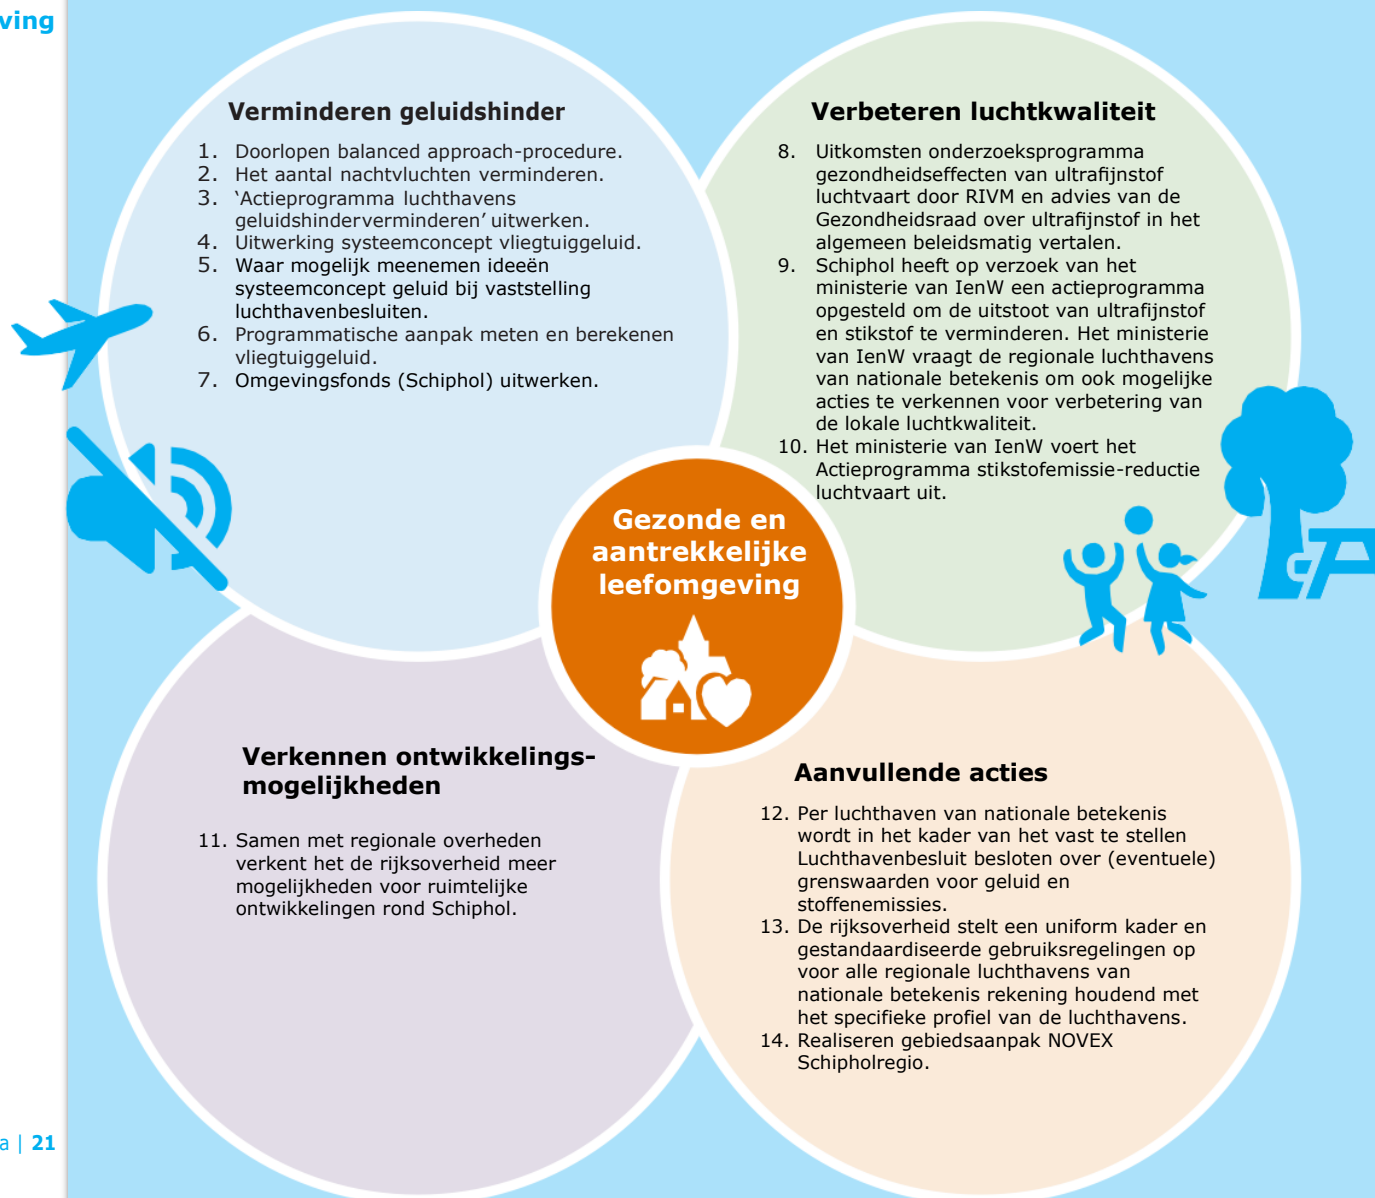 ving
Verminderen geluidshinder
1. Doorlopen balanced approach-procedure.
2. Het aantal nachtvluchten verminderen.
3. ‘Actieprogramma luchthavens
geluidshinderverminderen’ uitwerken.
4. Uitwerking systeemconcept vliegtuiggeluid.
5. Waar mogelijk meenemen ideeën
systeemconcept geluid bij vaststelling
luchthavenbesluiten.
6. Programmatische aanpak meten en berekenen
vliegtuiggeluid.
7. Omgevingsfonds (Schiphol) uitwerken.
Verbeteren luchtkwaliteit
8. Uitkomsten onderzoeksprogramma
gezondheidseffecten van ultrafijnstof
luchtvaart door RIVM en advies van de
Gezondheidsraad over ultrafijnstof in het
algemeen beleidsmatig vertalen.
9. Schiphol heeft op verzoek van het
ministerie van IenW een actieprogramma
opgesteld om de uitstoot van ultrafijnstof
en stikstof te verminderen. Het ministerie
van IenW vraagt de regionale luchthavens
van nationale betekenis om ook mogelijke
acties te verkennen voor verbetering van
de lokale luchtkwaliteit.
10. Het ministerie van IenW voert het
Actieprogramma stikstofemissie-reductie
luchtvaart uit.
Gezonde en
aantrekkelijke
leefomgeving
Verkennen ontwikkelings-
mogelijkheden
11. Samen met regionale overheden
verkent het de rijksoverheid meer
mogelijkheden voor ruimtelijke
ontwikkelingen rond Schiphol.
Aanvullende acties
12. Per luchthaven van nationale betekenis
wordt in het kader van het vast te stellen
Luchthavenbesluit besloten over (eventuele)
grenswaarden voor geluid en
stoffenemissies.
13. De rijksoverheid stelt een uniform kader en
gestandaardiseerde gebruiksregelingen op
voor alle regionale luchthavens van
nationale betekenis rekening houdend met
het specifieke profiel van de luchthavens.
14. Realiseren gebiedsaanpak NOVEX
Schipholregio.
a | 21